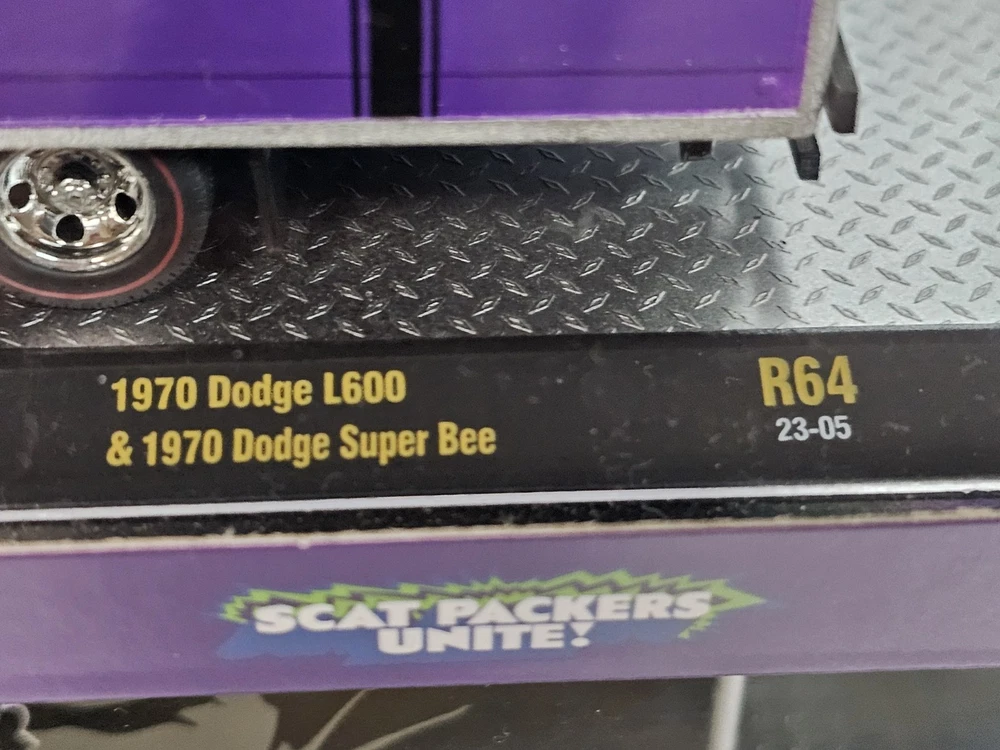 1970 Dodge L600
& 1970 Dodge Super Bee
R64
23-05
SCAT PACKERS
UNITE!